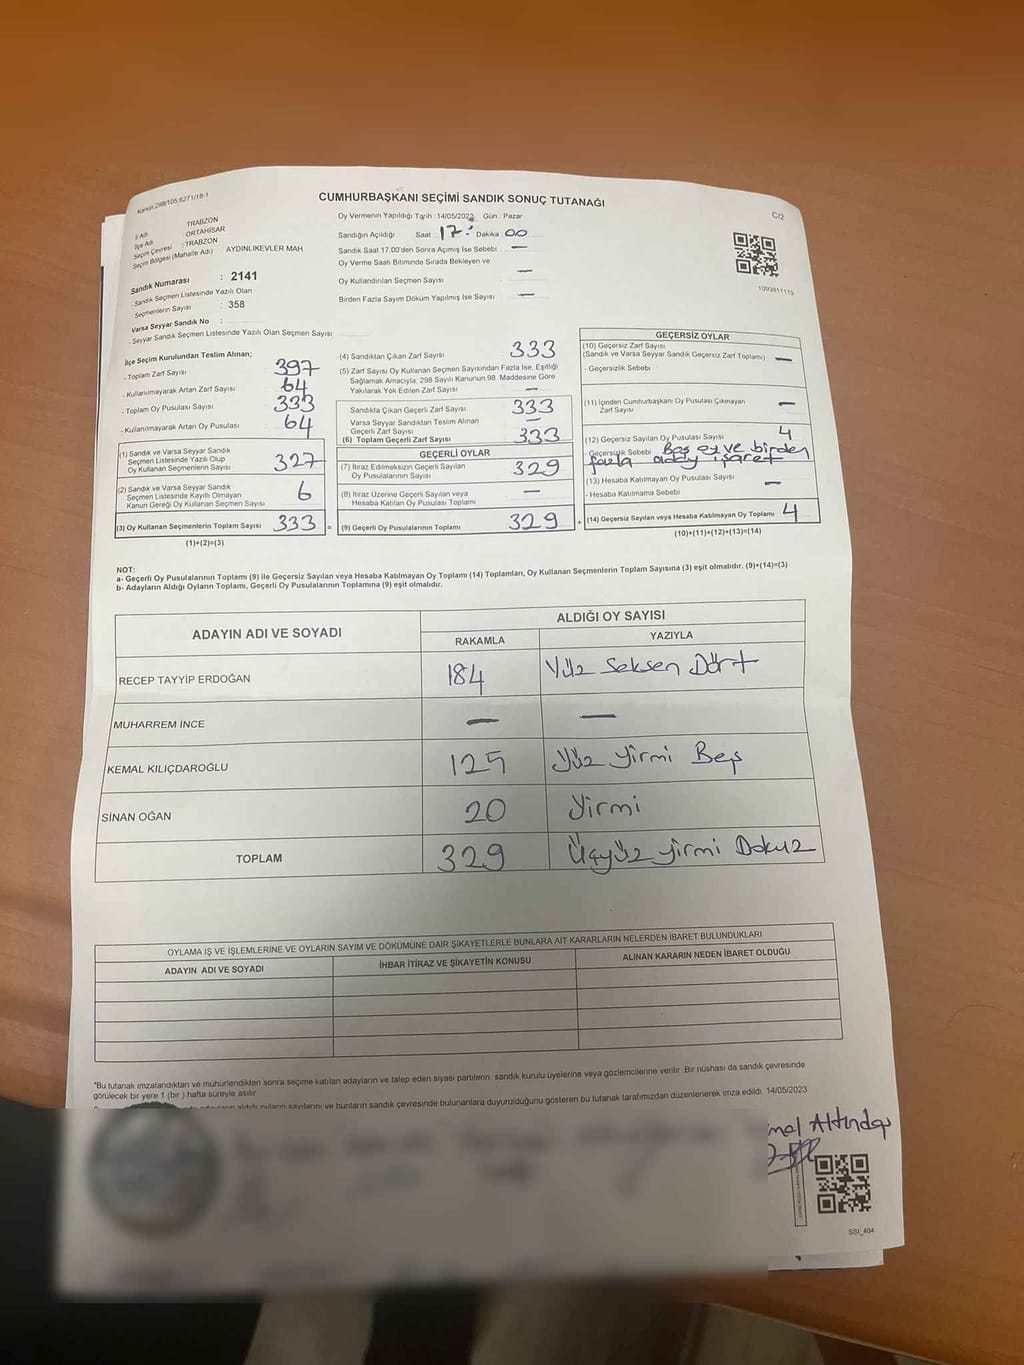 Kanun:298/105,6271/18-1
CUMHURBAŞKANI SEÇİMİ SANDIK SONUÇ TUTANAĞI
C/2
İl Adı : TRABZON
İlçe Adı : ORTAHİSAR
Seçim Çevresi : TRABZON
Seçim Bölgesi (Mahalle Adı) AYDINLIKEVLER MAH
Sandık Numarası : 2141
- Sandık Seçmen Listesinde Yazılı Olan
Seçmenlerin Sayısı : 358
Varsa Seyyar Sandık No :
- Seyyar Sandık Seçmen Listesinde Yazılı Olan Seçmen Sayısı:
Oy Vermenin Yapıldığı Tarih :14/05/2023 Gün : Pazar
Sandığın Açıldığı Saat 17: Dakika 00
Sandık Saat 17:00'den Sonra Açımış İse Sebebi —
Oy Verme Saati Bitiminde Sırada Bekleyen ve
Oy Kullandırılan Seçmen Sayısı —
Birden Fazla Sayım Döküm Yapılmış İse Sayısı —
1093811119
İlçe Seçim Kurulundan Teslim Alınan;
- Toplam Zarf Sayısı 397
- Kullanılmayarak Artan Zarf Sayısı 64
- Toplam Oy Pusulası Sayısı 333
- Kullanılmayarak Artan Oy Pusulası 64
(1) Sandık ve Varsa Seyyar Sandık
Seçmen Listesinde Yazılı Olup
Oy Kullanan Seçmenlerin Sayısı 327
(2) Sandık ve Varsa Seyyar Sandık
Seçmen Listesinde Kayıtlı Olmayan
Kanun Gereği Oy Kullanan Seçmen Sayısı 6
(3) Oy Kullanan Seçmenlerin Toplam Sayısı 333 =
(1)+(2)=(3)
(4) Sandıktan Çıkan Zarf Sayısı 333
(5) Zarf Sayısı Oy Kullanan Seçmen Sayısından Fazla İse, Eşitliği
Sağlamak Amacıyla, 298 Sayılı Kanunun 98. Maddesine Göre
Yakılarak Yok Edilen Zarf Sayısı —
Sandıkta Çıkan Geçerli Zarf Sayısı 333
Varsa Seyyar Sandıktan Teslim Alınan
Geçerli Zarf Sayısı —
(6) Toplam Geçerli Zarf Sayısı 333
GEÇERLİ OYLAR
(7) İtiraz Edilmeksizin Geçerli Sayılan
Oy Pusulalarının Sayısı 329
(8) İtiraz Üzerine Geçerli Sayılan veya
Hesaba Katılan Oy Pusulası Toplamı —
(9) Geçerli Oy Pusulalarının Toplamı 329 +
GEÇERSİZ OYLAR
(10) Geçersiz Zarf Sayısı
(Sandık ve Varsa Seyyar Sandık Geçersiz Zarf Toplamı) —
- Geçersizlik Sebebi
(11) İçinden Cumhurbaşkanı Oy Pusulası Çıkmayan
Zarf Sayısı —
(12) Geçersiz Sayılan Oy Pusulası Sayısı 4
- Geçersizlik Sebebi Boş oy ve birden
fazla aday işaret
(13) Hesaba Katılmayan Oy Pusulası Sayısı —
- Hesaba Katılmama Sebebi
(14) Geçersiz Sayılan veya Hesaba Katılmayan Oy Toplamı 4
(10)+(11)+(12)+(13)=(14)
NOT:
a- Geçerli Oy Pusulalarının Toplamı (9) ile Geçersiz Sayılan veya Hesaba Katılmayan Oy Toplamı (14) Toplamları, Oy Kullanan Seçmenlerin Toplam Sayısına (3) eşit olmalıdır. (9)+(14)=(3)
b- Adayların Aldığı Oyların Toplamı, Geçerli Oy Pusulalarının Toplamına (9) eşit olmalıdır.
ADAYIN ADI VE SOYADI
ALDIĞI OY SAYISI
RAKAMLA YAZIYLA
RECEP TAYYİP ERDOĞAN 184 Yüz Seksen Dört
MUHARREM İNCE — —
KEMAL KILIÇDAROĞLU 125 Yüz Yirmi Beş
SİNAN OĞAN 20 Yirmi
TOPLAM 329 Üçyüz Yirmi Dokuz
OYLAMA İŞ VE İŞLEMLERİNE VE OYLARIN SAYIM VE DÖKÜMÜNE DAİR ŞİKAYETLERLE BUNLARA AİT KARARLARIN NELERDEN İBARET BULUNDUKLARI
ADAYIN ADI VE SOYADI İHBAR İTİRAZ VE ŞİKAYETİN KONUSU ALINAN KARARIN NEDEN İBARET OLDUĞU
*Bu tutanak imzalandıktan ve mühürlendikten sonra seçime katılan adayların ve talep eden siyasi partilerin sandık kurulu üyelerine veya gözlemcilerine verilir. Bir nüshası da sandık çevresinde
görülecek bir yere 1 (bir ) hafta süreyle asılır.
aldığı oyların sayılarını ve bunların sandık çevresinde bulunanlara duyurulduğunu gösteren bu tutanak tarafımızdan düzenlenerek imza edildi. 14/05/2023
Altındaş
SSI_404